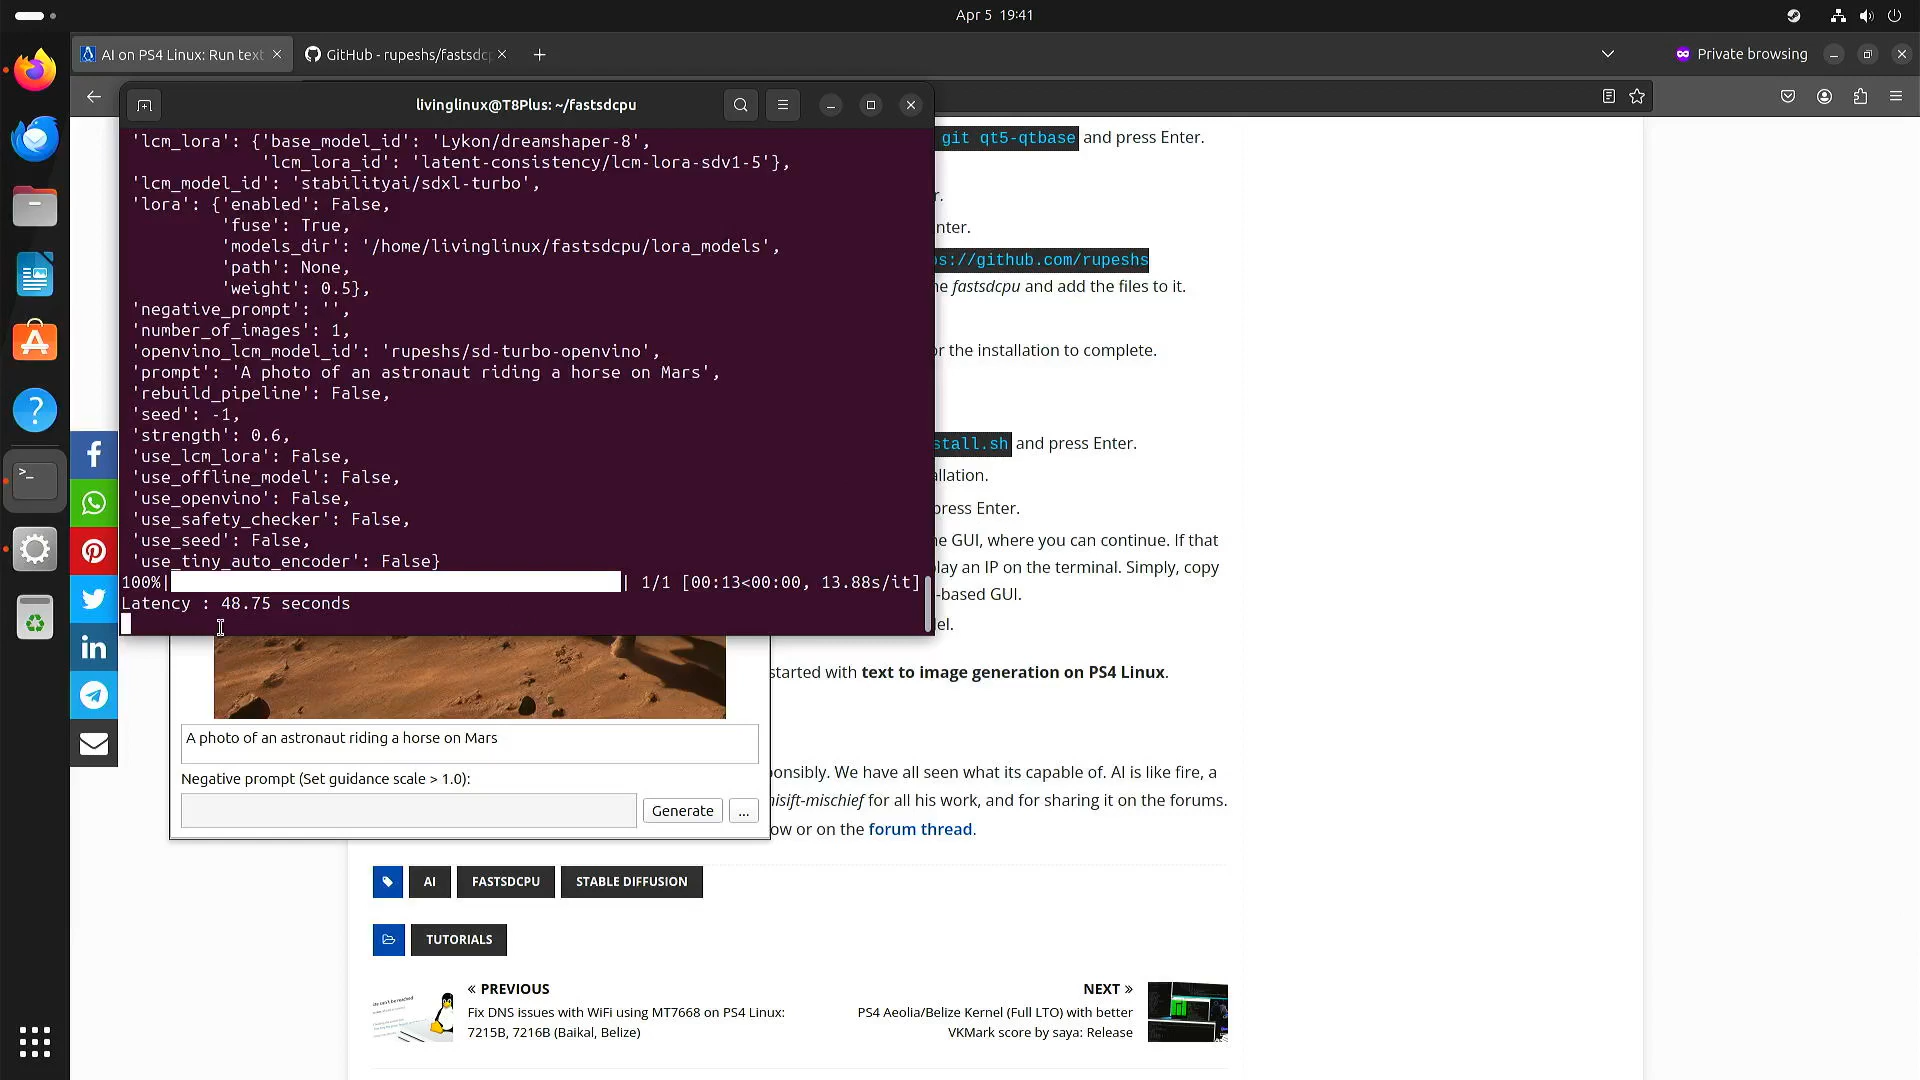 Apr 5  19:41
AI on PS4 Linux: Run text
GitHub - rupeshs/fastsdcp
Private browsing
livinglinux@T8Plus: ~/fastsdcpu
'lcm_lora': {'base_model_id': 'Lykon/dreamshaper-8',
'lcm_lora_id': 'latent-consistency/lcm-lora-sdv1-5'},
'lcm_model_id': 'stabilityai/sdxl-turbo',
'lora': {'enabled': False,
'fuse': True,
'models_dir': '/home/livinglinux/fastsdcpu/lora_models',
'path': None,
'weight': 0.5},
'negative_prompt': '',
'number_of_images': 1,
'openvino_lcm_model_id': 'rupeshs/sd-turbo-openvino',
'prompt': 'A photo of an astronaut riding a horse on Mars',
'rebuild_pipeline': False,
'seed': -1,
'strength': 0.6,
'use_lcm_lora': False,
'use_offline_model': False,
'use_openvino': False,
'use_safety_checker': False,
'use_seed': False,
'use_tiny_auto_encoder': False}
100%| | 1/1 [00:13<00:00, 13.88s/it]
Latency : 48.75 seconds
git qt5-qtbase and press Enter.
r.
nter.
ps://github.com/rupeshs
ne fastsdcpu and add the files to it.
or the installation to complete.
stall.sh and press Enter.
allation.
press Enter.
he GUI, where you can continue. If that
lay an IP on the terminal. Simply, copy
-based GUI.
el.
started with text to image generation on PS4 Linux.
ponsibly. We have all seen what its capable of. AI is like fire, a
nisift-mischief for all his work, and for sharing it on the forums.
ow or on the forum thread.
A photo of an astronaut riding a horse on Mars
Negative prompt (Set guidance scale > 1.0):
Generate
...
AI
FASTSDCPU
STABLE DIFFUSION
TUTORIALS
« PREVIOUS
Fix DNS issues with WiFi using MT7668 on PS4 Linux:
7215B, 7216B (Baikal, Belize)
NEXT »
PS4 Aeolia/Belize Kernel (Full LTO) with better
VKMark score by saya: Release